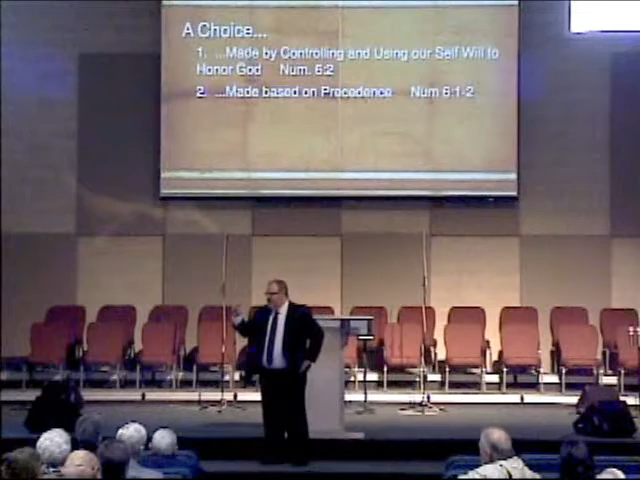 A Choice...
1. ...Made by Controlling and Using our Self Will to
Honor God Num. 6:2
2. ...Made based on Precedence Num 6:1-2